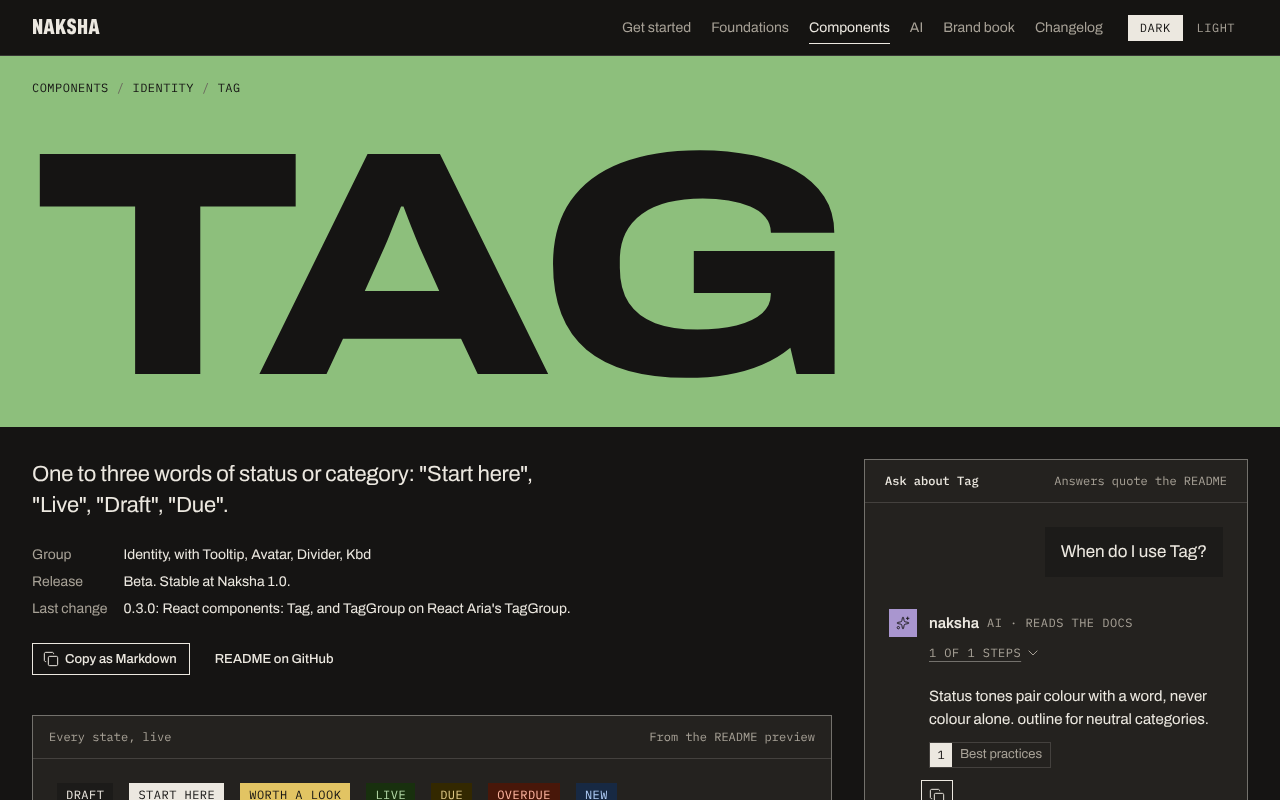 NAKSHA
Get started Foundations Components AI Brand book Changelog DARK LIGHT
COMPONENTS / IDENTITY / TAG
TAG
One to three words of status or category: "Start here",
"Live", "Draft", "Due".
Group Identity, with Tooltip, Avatar, Divider, Kbd
Release Beta. Stable at Naksha 1.0.
Last change 0.3.0: React components: Tag, and TagGroup on React Aria's TagGroup.
Copy as Markdown README on GitHub
Every state, live From the README preview
DRAFT START HERE WORTH A LOOK LIVE DUE OVERDUE NEW
Ask about Tag Answers quote the README
When do I use Tag?
naksha AI · READS THE DOCS
1 OF 1 STEPS
Status tones pair colour with a word, never
colour alone. outline for neutral categories.
1 Best practices